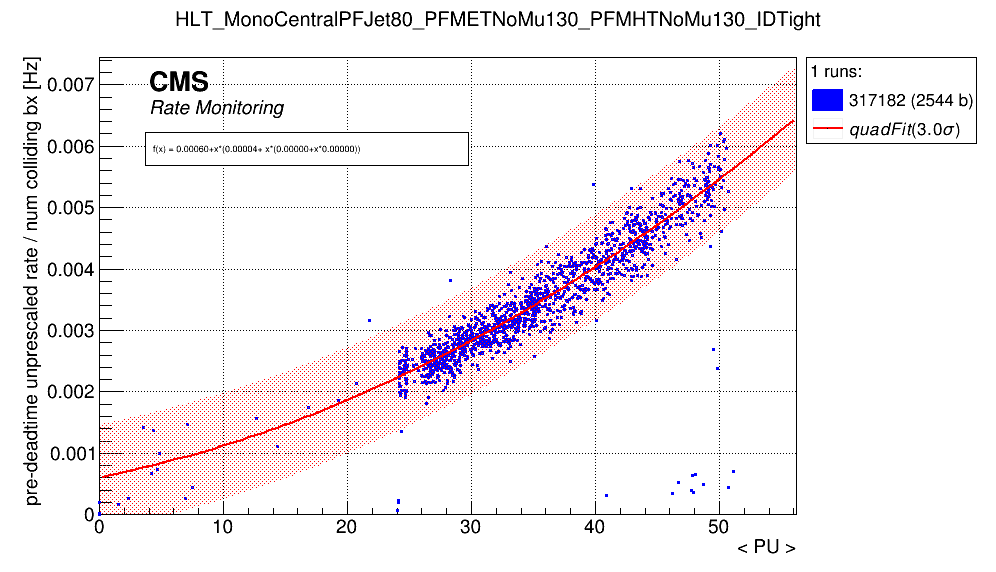 HLT_MonoCentralPFJet80_PFMETNoMu130_PFMHTNoMu130_IDTight
pre-deadtime unprescaled rate / num colliding bx [Hz]
CMS
Rate Monitoring
f(x) = 0.00060+x*(0.00004+ x*(0.00000+x*0.00000))
1 runs:
317182 (2544 b)
quadFit(3.0σ)
0.007
0.006
0.005
0.004
0.003
0.002
0.001
0
0 10 20 30 40 50
< PU >